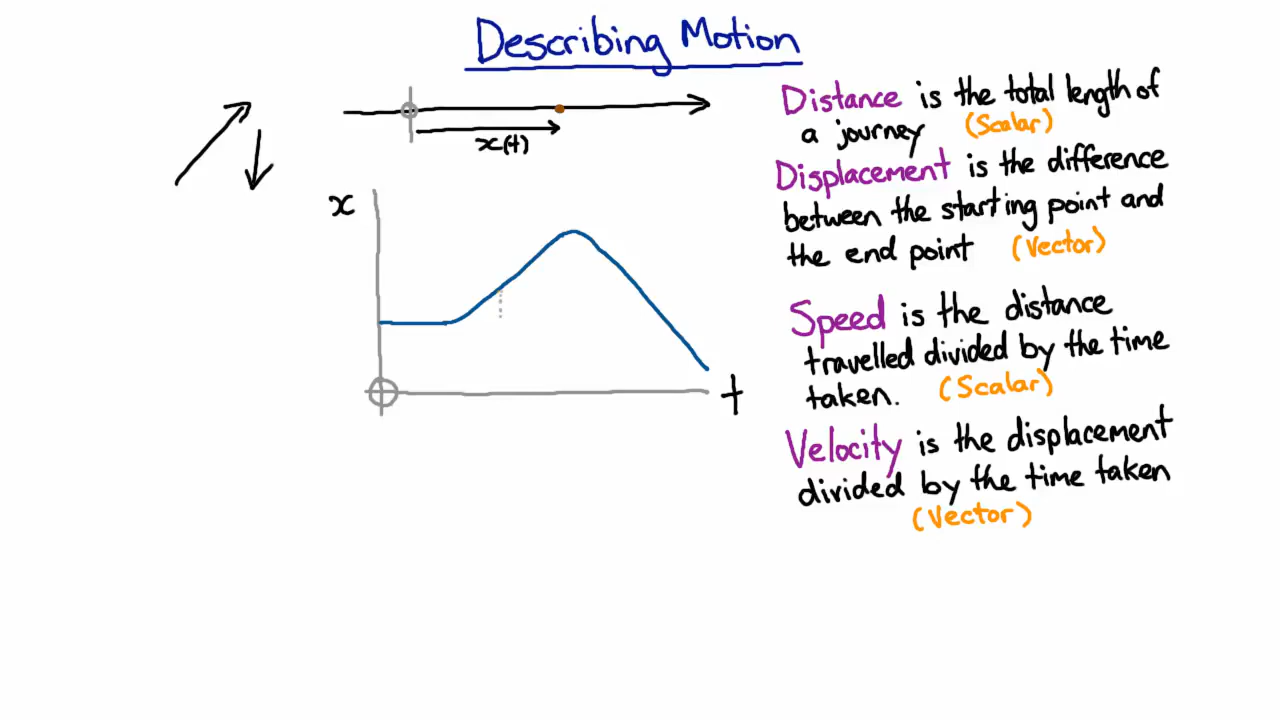 Describing Motion
x(t)
x
t
Distance is the total length of
a journey (Scalar)
Displacement is the difference
between the starting point and
the end point (Vector)
Speed is the distance
travelled divided by the time
taken. (Scalar)
Velocity is the displacement
divided by the time taken
(Vector)